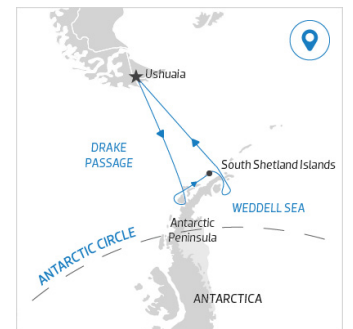 Ushuaia
DRAKE
PASSAGE
South Shetland Islands
WEDDELL SEA
Antarctic
Peninsula
ANTARCTIC CIRCLE
ANTARCTICA